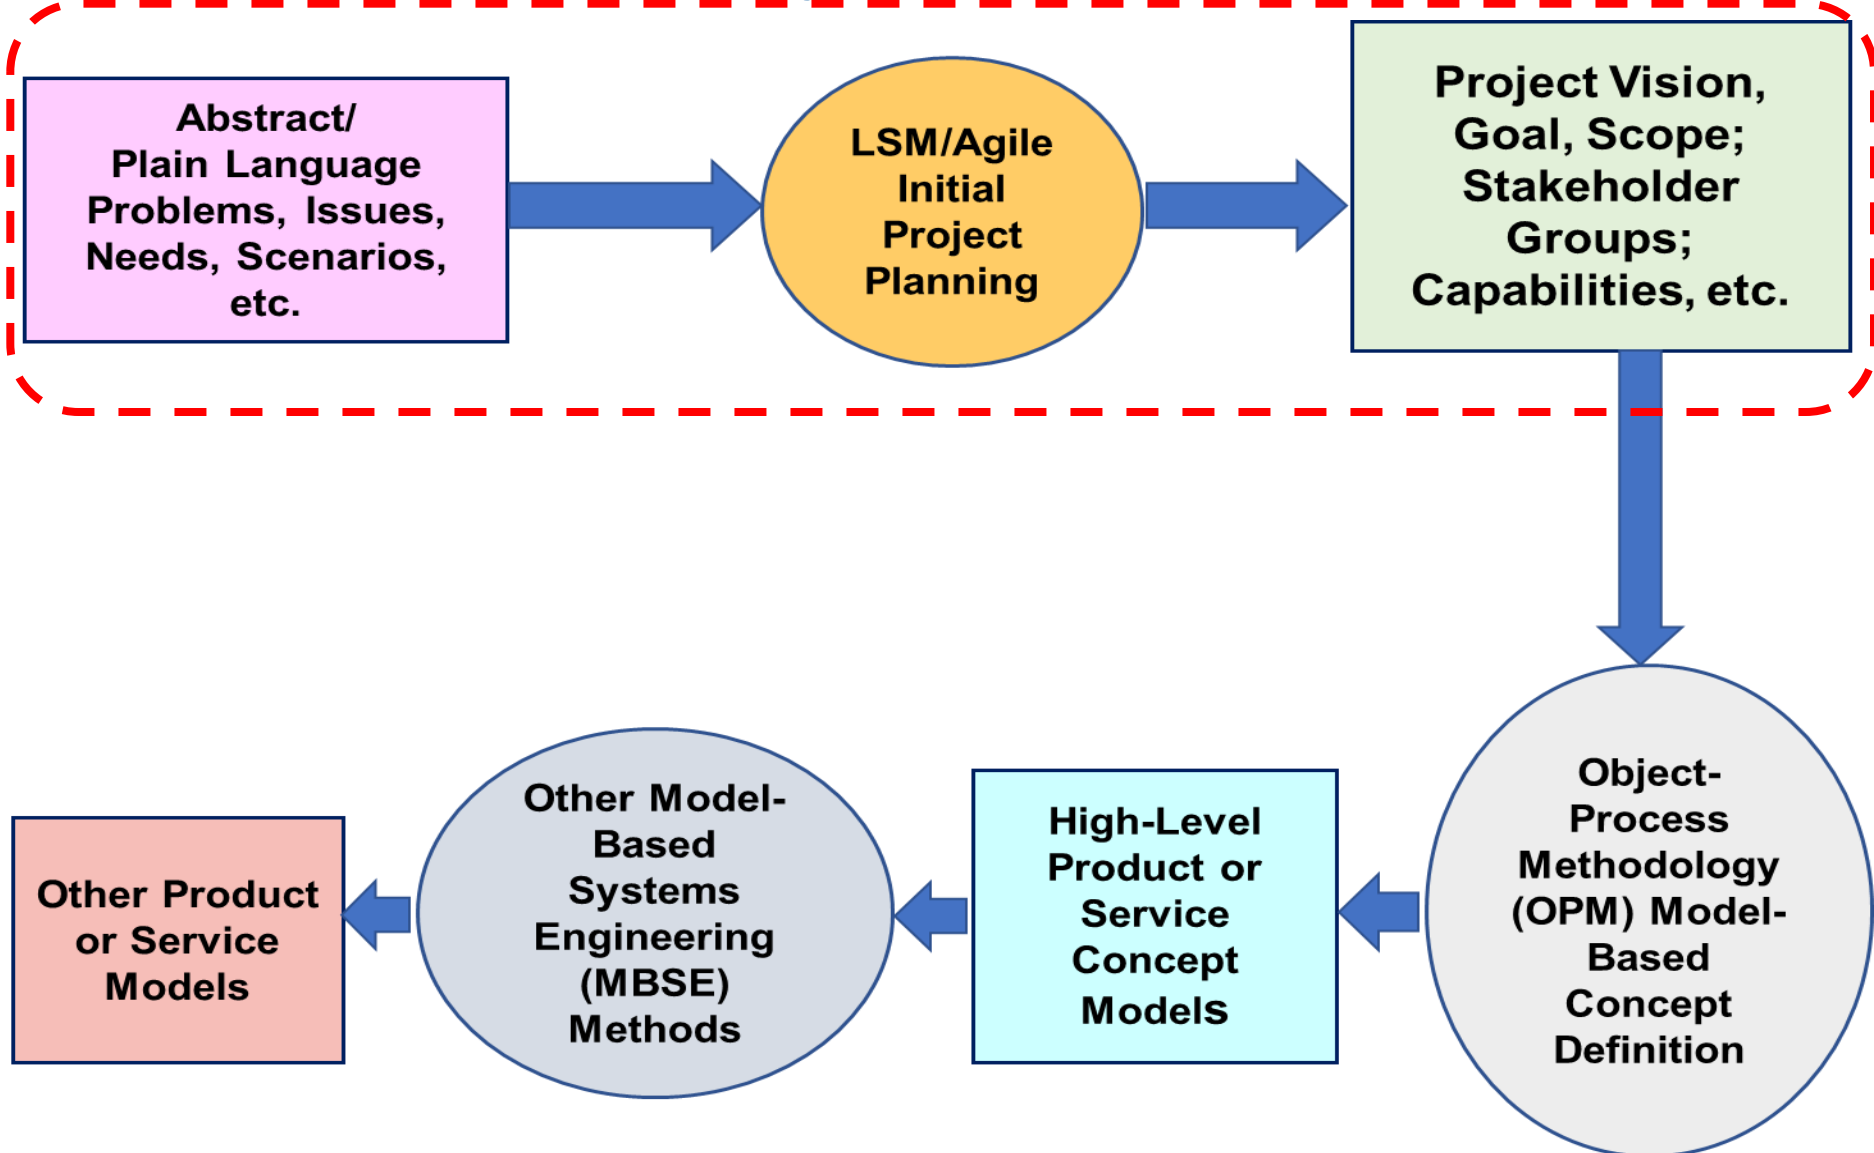 Abstract/
Plain Language
Problems, Issues,
Needs, Scenarios,
etc.
LSM/Agile
Initial
Project
Planning
Project Vision,
Goal, Scope;
Stakeholder
Groups;
Capabilities, etc.
Object-
Process
Methodology
(OPM) Model-
Based
Concept
Definition
High-Level
Product or
Service
Concept
Models
Other Model-
Based
Systems
Engineering
(MBSE)
Methods
Other Product
or Service
Models